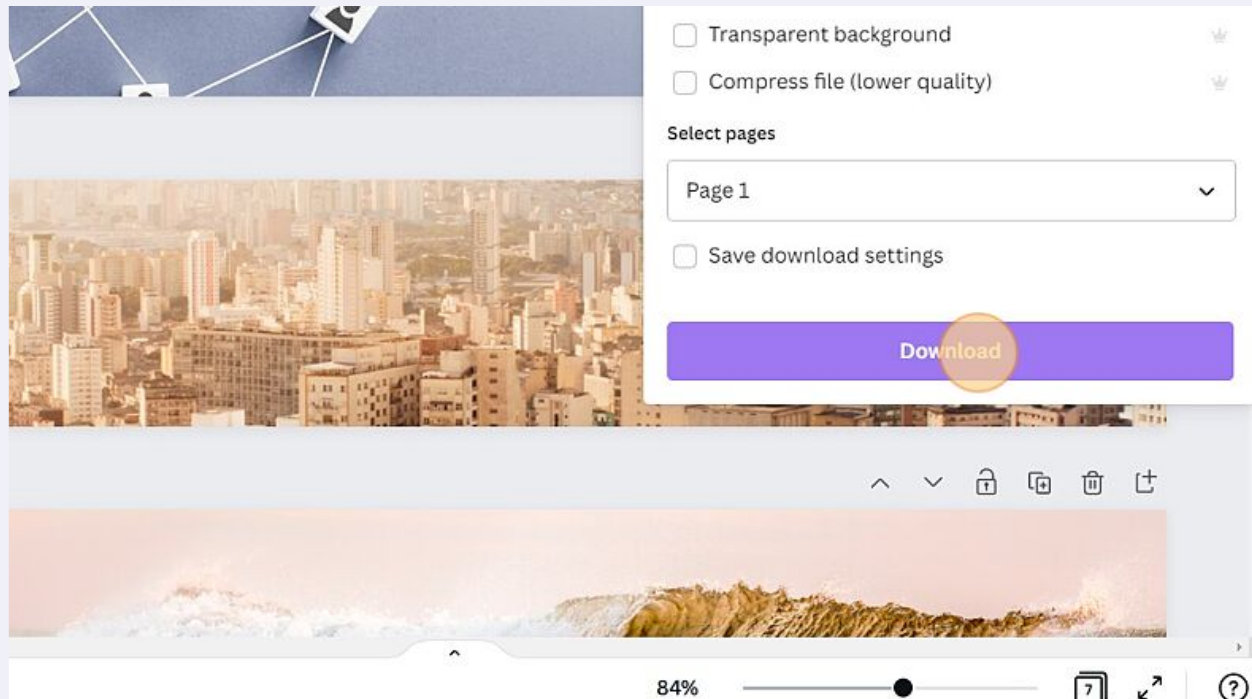 Transparent background
Compress file (lower quality)
Select pages
Page 1
Save download settings
Download
84%
7
?